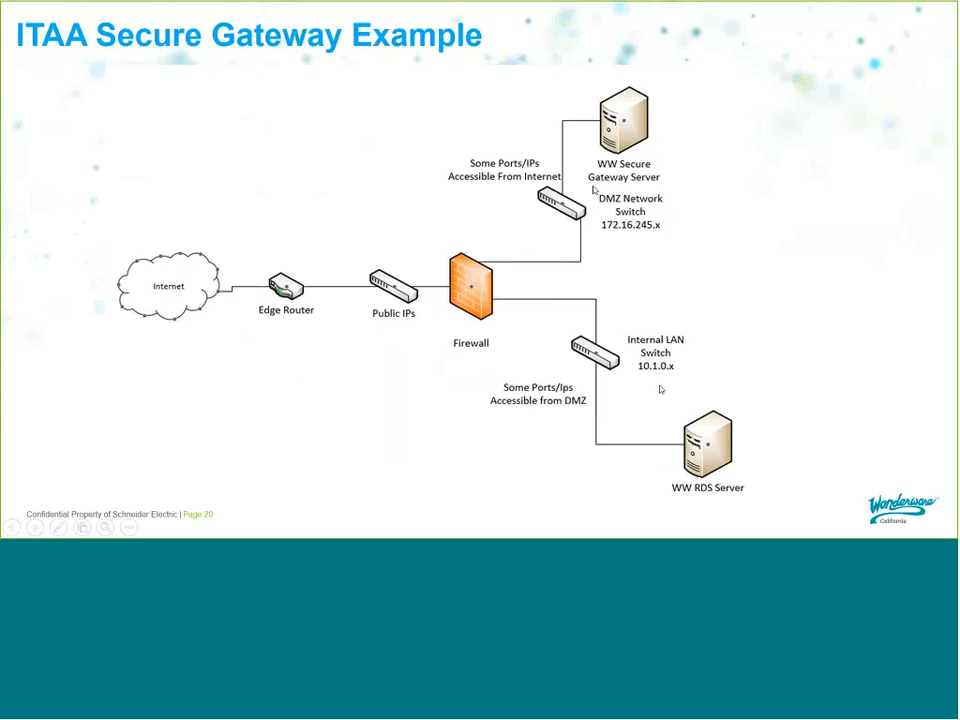 ITAA Secure Gateway Example
Some Ports/IPs
Accessible From Internet
WW Secure
Gateway Server
DMZ Network
Switch
172.16.245.x
Internet
Edge Router
Public IPs
Firewall
Internal LAN
Switch
10.1.0.x
Some Ports/Ips
Accessible from DMZ
WW RDS Server
Confidential Property of Schneider Electric | Page 20
Wonderware
California